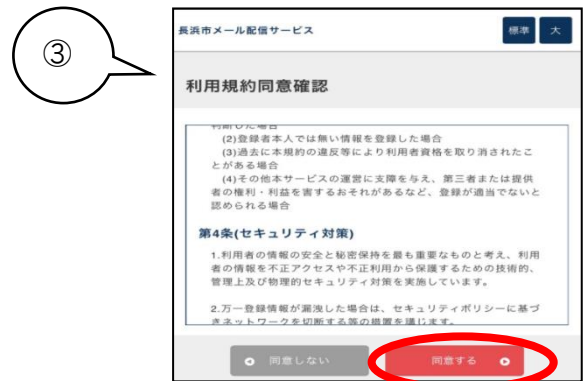 ③
長浜市メール配信サービス
標準 大
利用規約同意確認
判断した場合
(2)登録者本人では無い情報を登録した場合
(3)過去に本規約の違反等により利用者資格を取り消されたこ
とがある場合
(4)その他本サービスの運営に支障を与え、第三者または提供
者の権利・利益を害するおそれがあるなど、登録が適当でないと
認められる場合
第4条(セキュリティ対策)
1.利用者の情報の安全と秘密保持を最も重要なものと考え、利用
者の情報を不正アクセスや不正利用から保護するための技術的、
管理上及び物理的セキュリティ対策を実施しています。
2.万一登録情報が漏洩した場合は、セキュリティポリシーに基づ
きネットワークを切断する等の措置を講じます。
同意しない 同意する